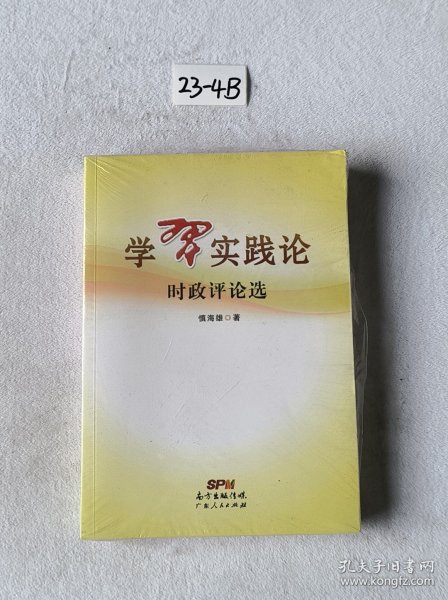 23-4B
学习实践论
时政评论选
慎海雄 著
SPM
南方出版传媒
广东人民出版社
孔夫子旧书网
www.kongfz.com